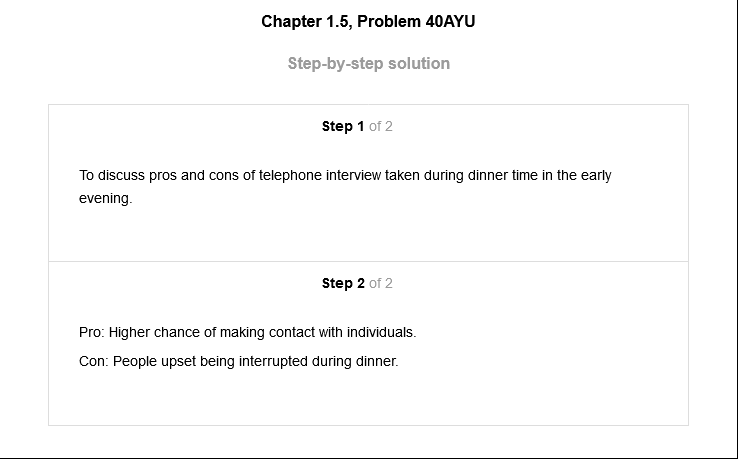 Chapter 1.5, Problem 40AYU
Step-by-step solution
Step 1 of 2
To discuss pros and cons of telephone interview taken during dinner time in the early
evening.
Step 2 of 2
Pro: Higher chance of making contact with individuals.
Con: People upset being interrupted during dinner.